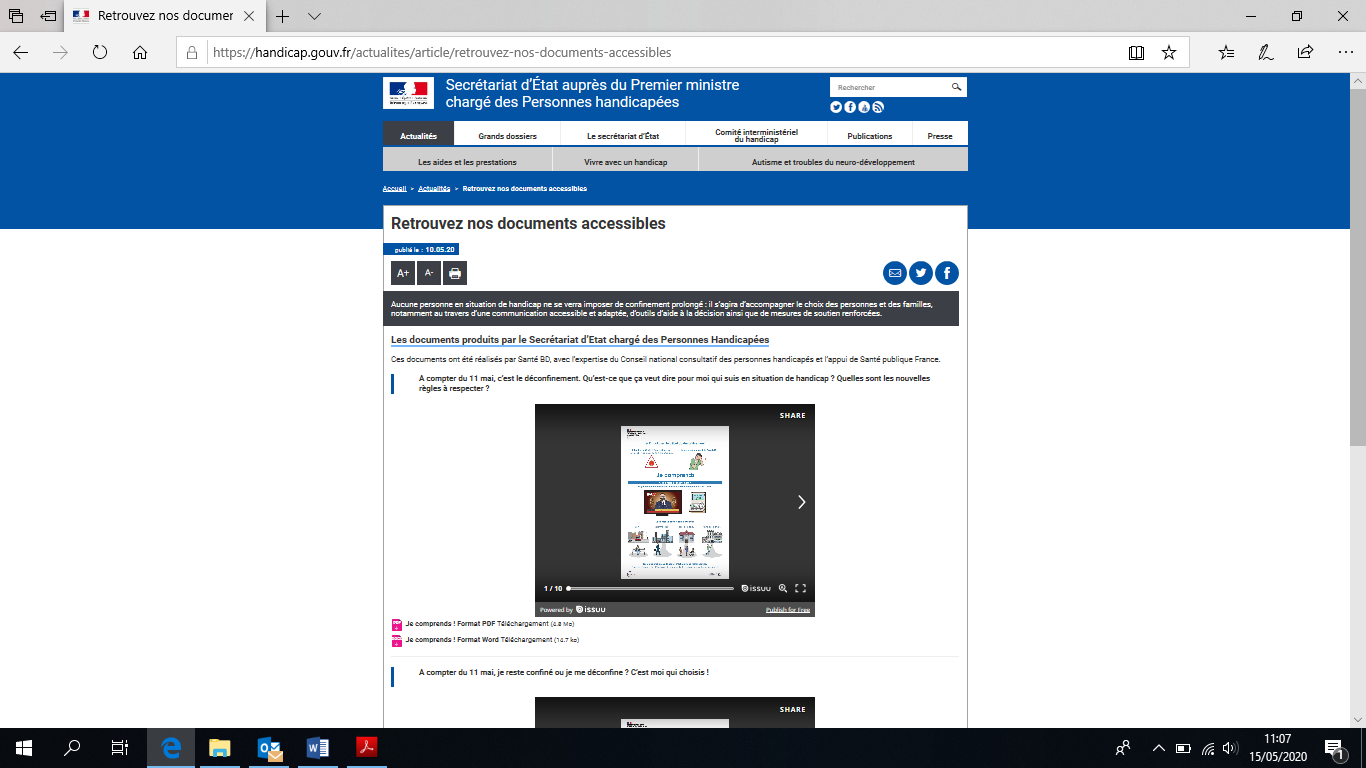 Retrouvez nos documen
https://handicap.gouv.fr/actualites/article/retrouvez-nos-documents-accessibles
Secrétariat d'État auprès du Premier ministre
chargé des Personnes handicapées
Rechercher
Actualités
Grands dossiers
Le secrétariat d'État
Comité interministériel
du handicap
Publications
Presse
Les aides et les prestations
Vivre avec un handicap
Autisme et troubles du neuro-développement
Accueil > Actualités > Retrouvez nos documents accessibles
Retrouvez nos documents accessibles
publié le : 10.05.20
A+ A-
Aucune personne en situation de handicap ne se verra imposer de confinement prolongé : il s'agira d'accompagner le choix des personnes et des familles,
notamment au travers d'une communication accessible et adaptée, d'outils d'aide à la décision ainsi que de mesures de soutien renforcées.
Les documents produits par le Secrétariat d'Etat chargé des Personnes Handicapées
Ces documents ont été réalisés par Santé BD, avec l'expertise du Conseil national consultatif des personnes handicapés et l'appui de Santé publique France.
A compter du 11 mai, c'est le déconfinement. Qu'est-ce que ça veut dire pour moi qui suis en situation de handicap ? Quelles sont les nouvelles
règles à respecter ?
SHARE
Je comprends
1 / 10
issuu
Powered by issuu
Publish for Free
Je comprends ! Format PDF Téléchargement (4.8 Mo)
Je comprends ! Format Word Téléchargement (14.7 ko)
A compter du 11 mai, je reste confiné ou je me déconfine ? C'est moi qui choisis !
SHARE
11:07
15/05/2020
1